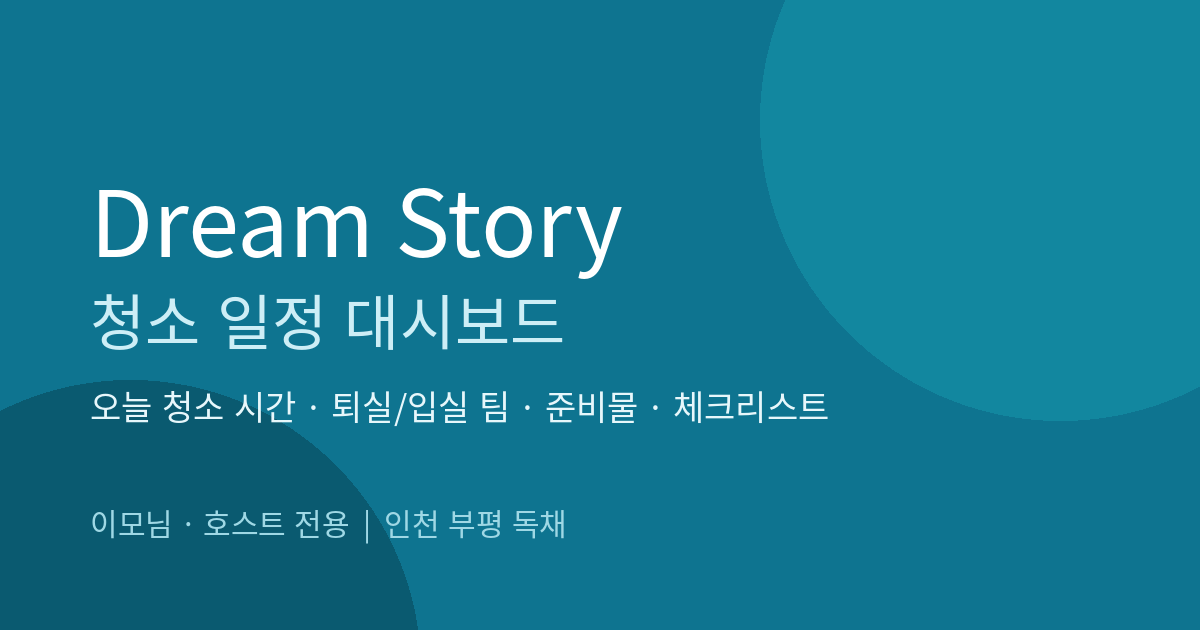 Dream Story
청소 일정 대시보드
오늘 청소 시간 · 퇴실/입실 팀 · 준비물 · 체크리스트
이모님 · 호스트 전용 | 인천 부평 독채